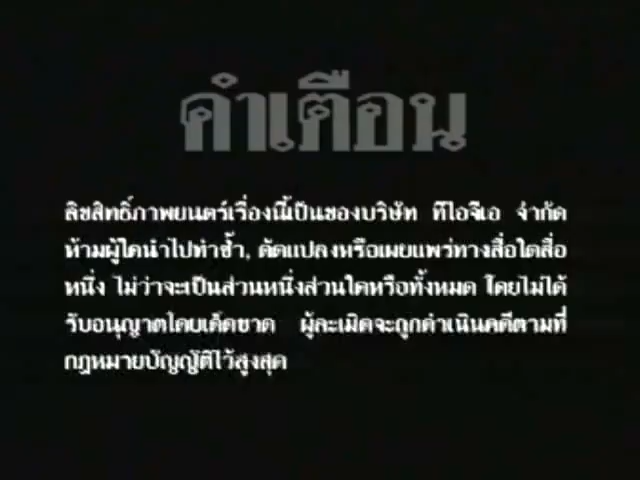 คำเตือน
ลิขสิทธิ์ภาพยนตร์เรื่องนี้เป็นของบริษัท ทีไอจีเอ จำกัด
ห้ามผู้ใดนำไปทำซ้ำ, ดัดแปลงหรือเผยแพร่ทางสื่อใดสื่อ
หนึ่ง ไม่ว่าจะเป็นส่วนหนึ่งส่วนใดหรือทั้งหมด โดยไม่ได้
รับอนุญาตโดยเด็ดขาด ผู้ละเมิดจะถูกดำเนินคดีตามที่
กฎหมายบัญญัติไว้สูงสุด